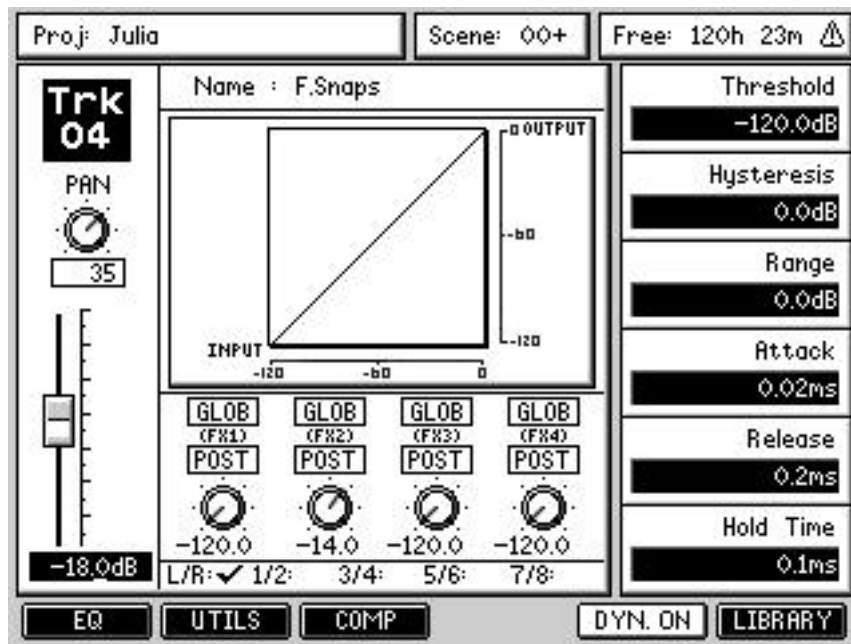 Proj: Julia
Scene: 00+
Free: 120h 23m
Trk
04
PAN
35
-18.0dB
Name : F.Snaps
0 OUTPUT
-60
-120
INPUT
-120 -60 0
GLOB GLOB GLOB GLOB
(FX1) (FX2) (FX3) (FX4)
POST POST POST POST
-120.0 -14.0 -120.0 -120.0
L/R: ✓ 1/2: 3/4: 5/6: 7/8:
Threshold
-120.0dB
Hysteresis
0.0dB
Range
0.0dB
Attack
0.02ms
Release
0.2ms
Hold Time
0.1ms
EQ UTILS COMP DYN. ON LIBRARY